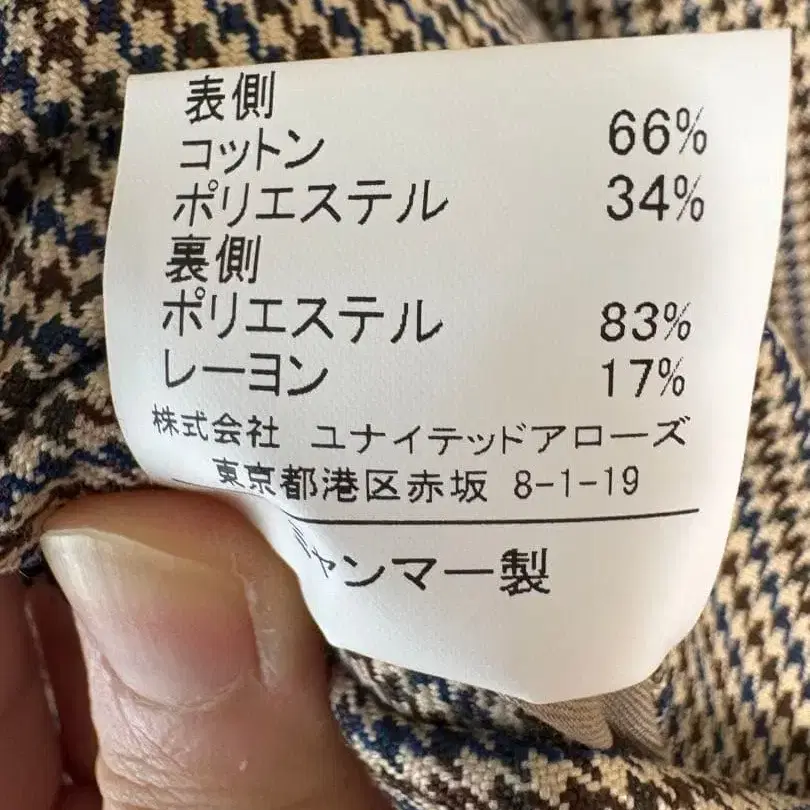 表側
コットン 66%
ポリエステル 34%
裏側
ポリエステル 83%
レーヨン 17%
株式会社 ユナイテッドアローズ
東京都港区赤坂 8-1-19
ャンマー製